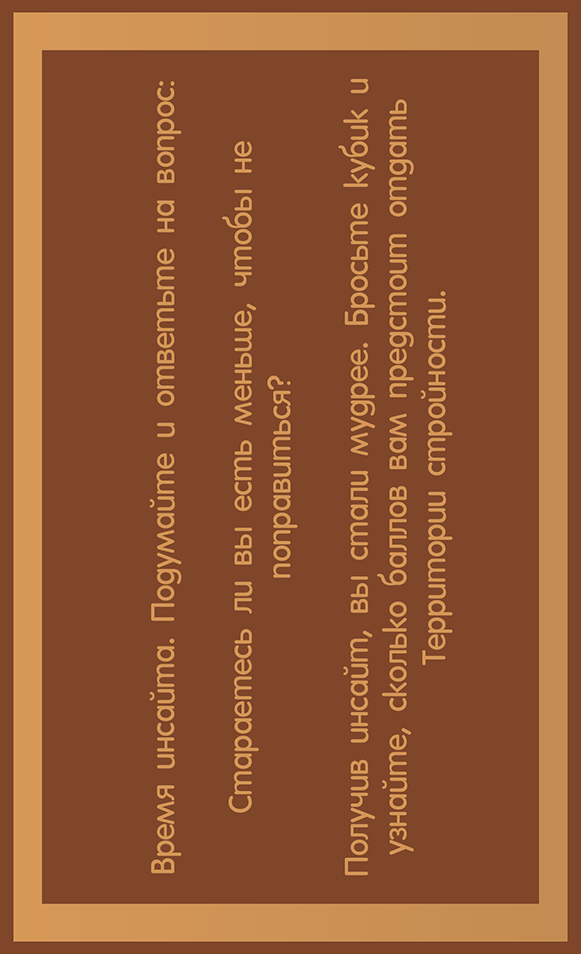 Время инсайта. Подумайте и ответьте на вопрос:
Стараетесь ли вы есть меньше, чтобы не
поправиться?
Получив инсайт, вы стали мудрее. Бросьте кубик и
узнайте, сколько баллов вам предстоит отдать
Территории стройности.